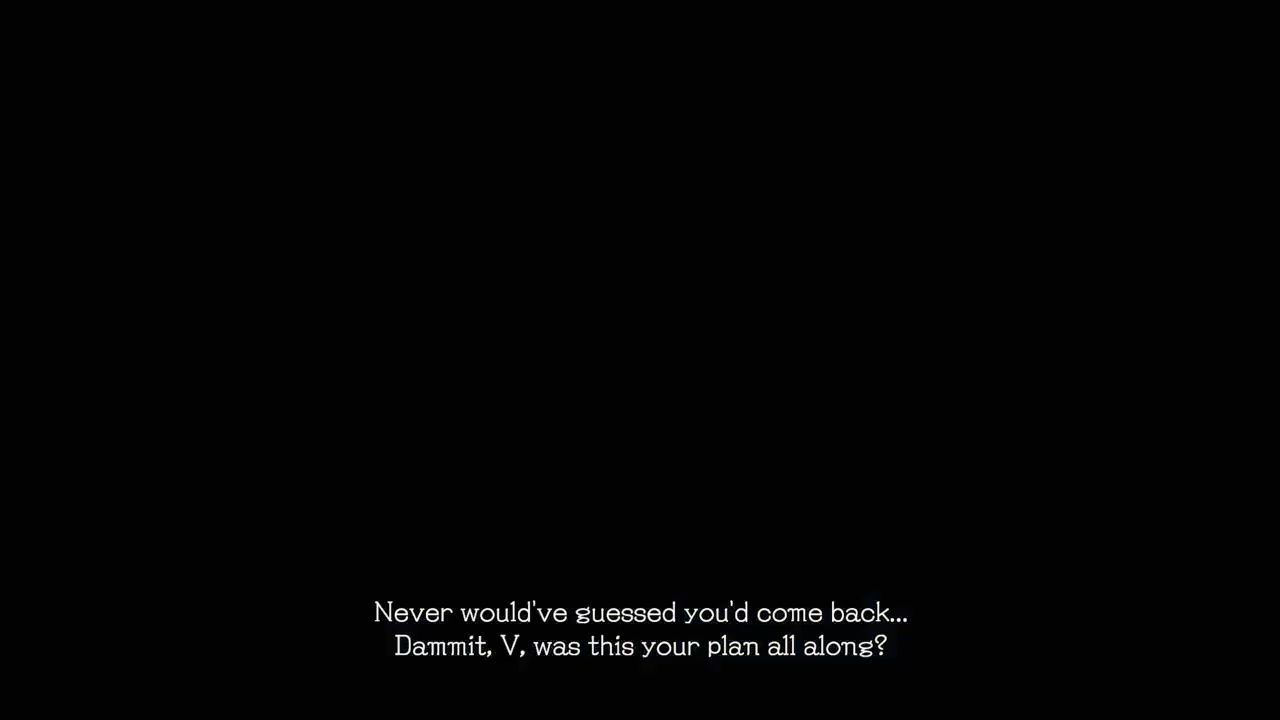 Never would've guessed you'd come back...
Dammit, V, was this your plan all along?